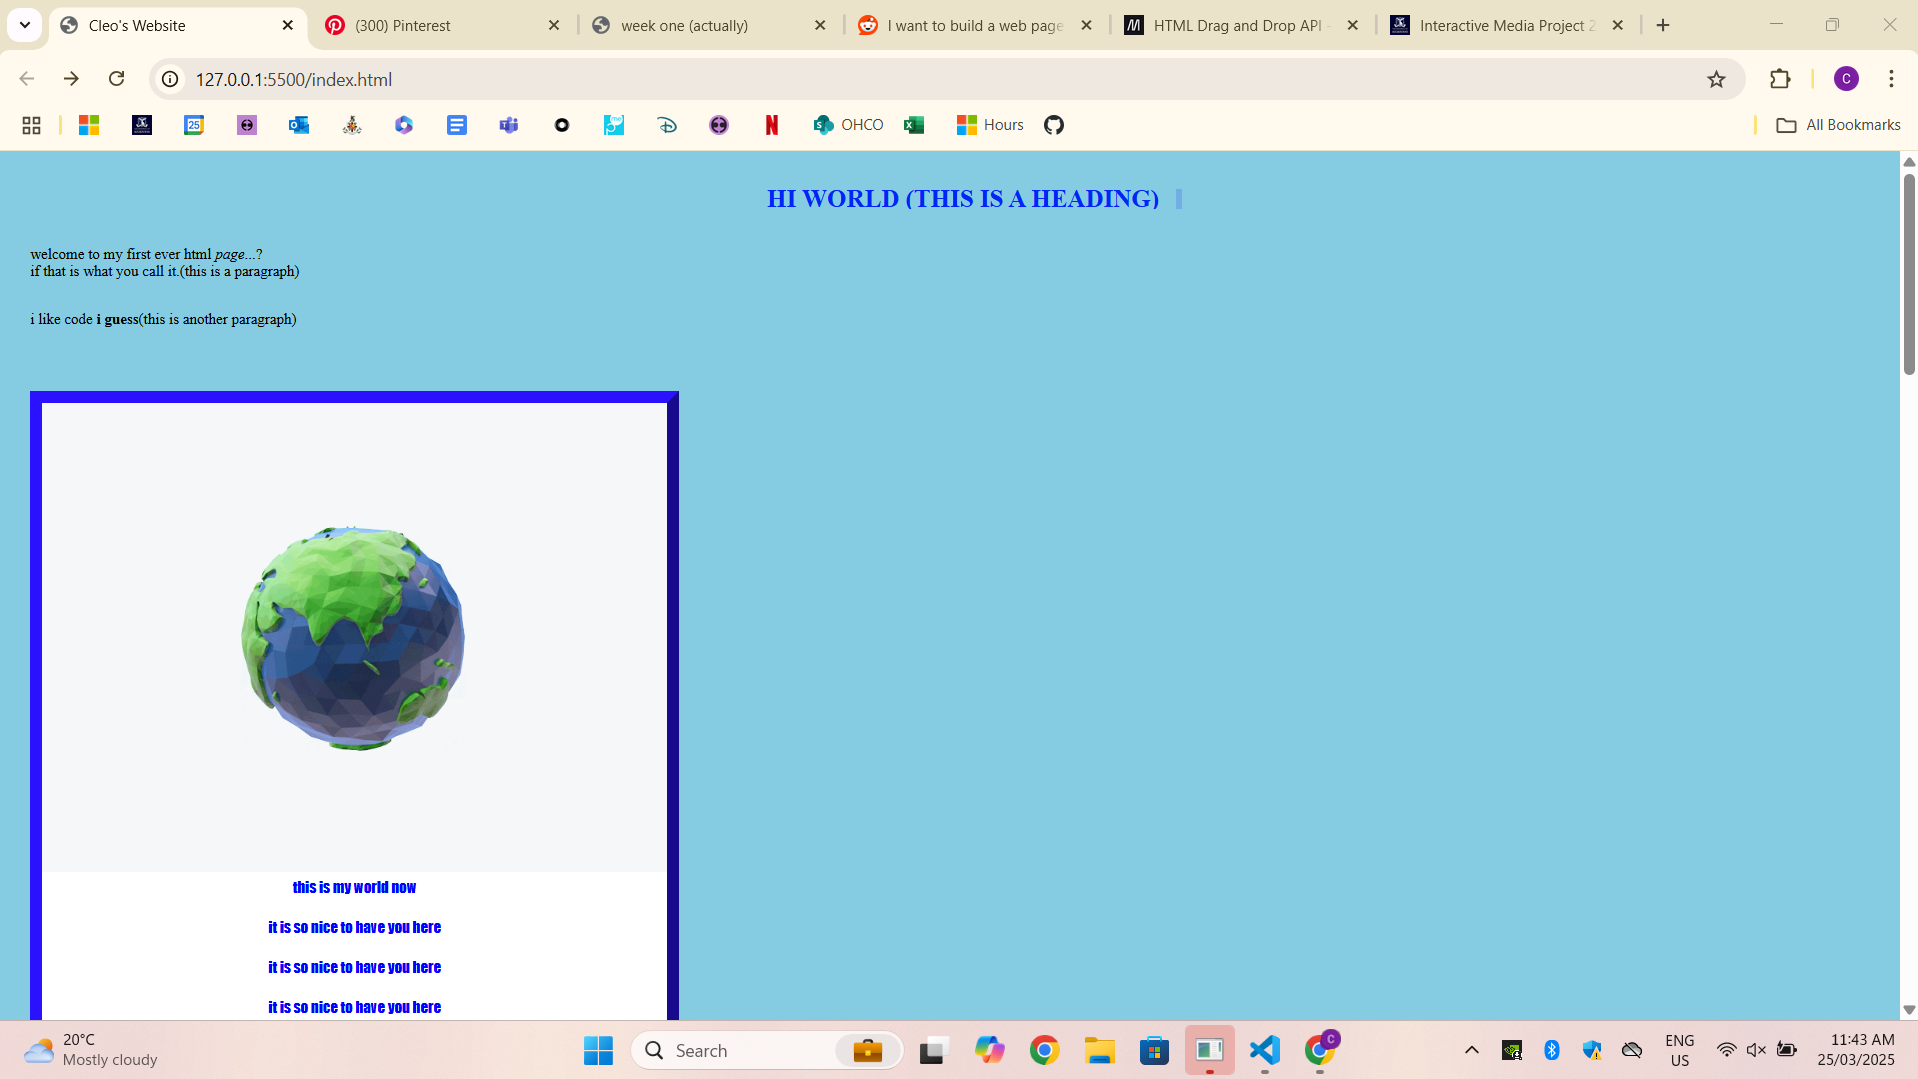 Cleo's Website
(300) Pinterest
week one (actually)
I want to build a web page
HTML Drag and Drop API -
Interactive Media Project 2
127.0.0.1:5500/index.html
C
25
me
N
OHCO
Hours
All Bookmarks
HI WORLD (THIS IS A HEADING)
welcome to my first ever html page...?
if that is what you call it.(this is a paragraph)
i like code i guess(this is another paragraph)
this is my world now
it is so nice to have you here
it is so nice to have you here
it is so nice to have you here
20°C
Mostly cloudy
Search
C
ENG
US
11:43 AM
25/03/2025